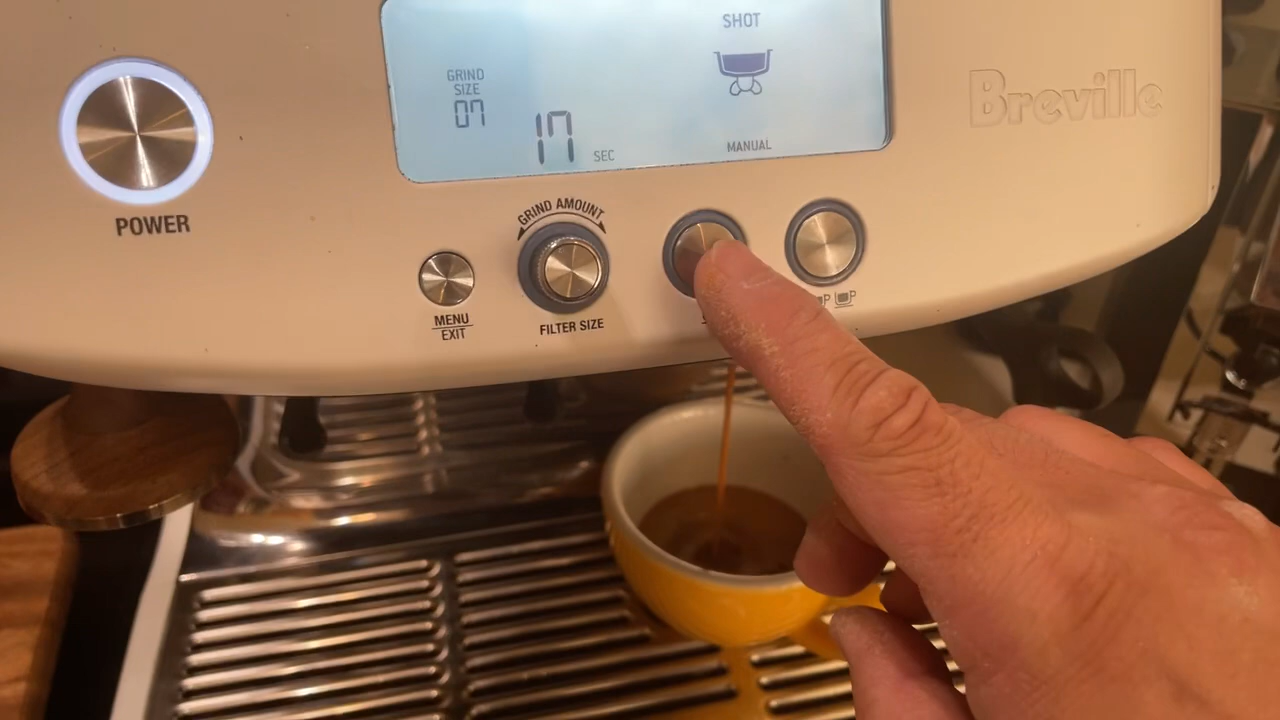 SHOT
GRIND
SIZE
07
17 SEC
MANUAL
Breville
POWER
GRIND AMOUNT
MENU
EXIT
FILTER SIZE